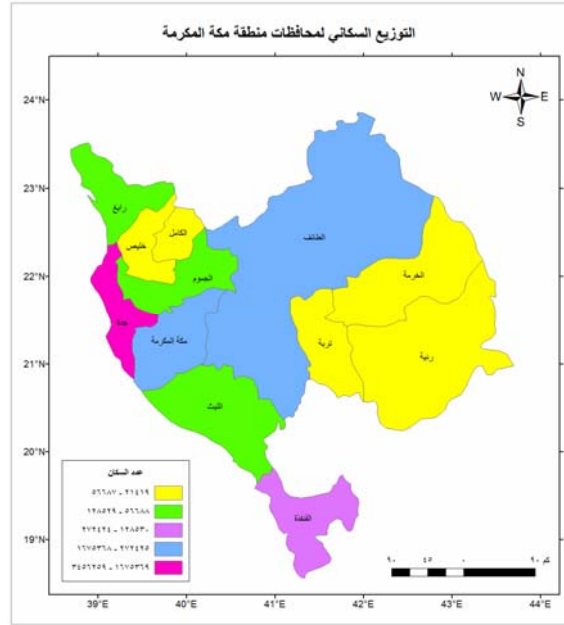 التوزيع السكاني لمحافظات منطقة مكة المكرمة
N
W E
S
24°N
23°N
22°N
21°N
20°N
19°N
رابغ
الكامل
خليص
الجموم
الطائف
الخرمة
جدة
مكة المكرمة
تربة
رنية
الليث
القنفذة
عدد السكان
٢١٤١٩ - ٥٦٦٨٧
٥٦٦٨٨ - ١٢٨٥٢٩
١٢٨٥٣٠ - ٢٧٢٤٢٤
٢٧٢٤٢٥ - ١٦٧٥٣٦٨
١٦٧٥٣٦٩ - ٣٤٥٦٢٥٩
٩٠ ٤٥ ٠ ٩٠ كم
39°E 40°E 41°E 42°E 43°E 44°E